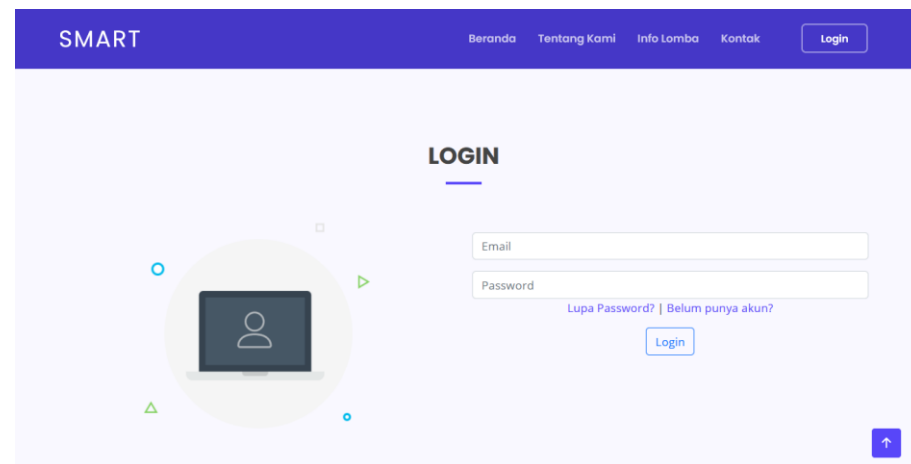 SMART
Beranda Tentang Kami Info Lomba Kontak Login
LOGIN
Email
Password
Lupa Password? | Belum punya akun?
Login